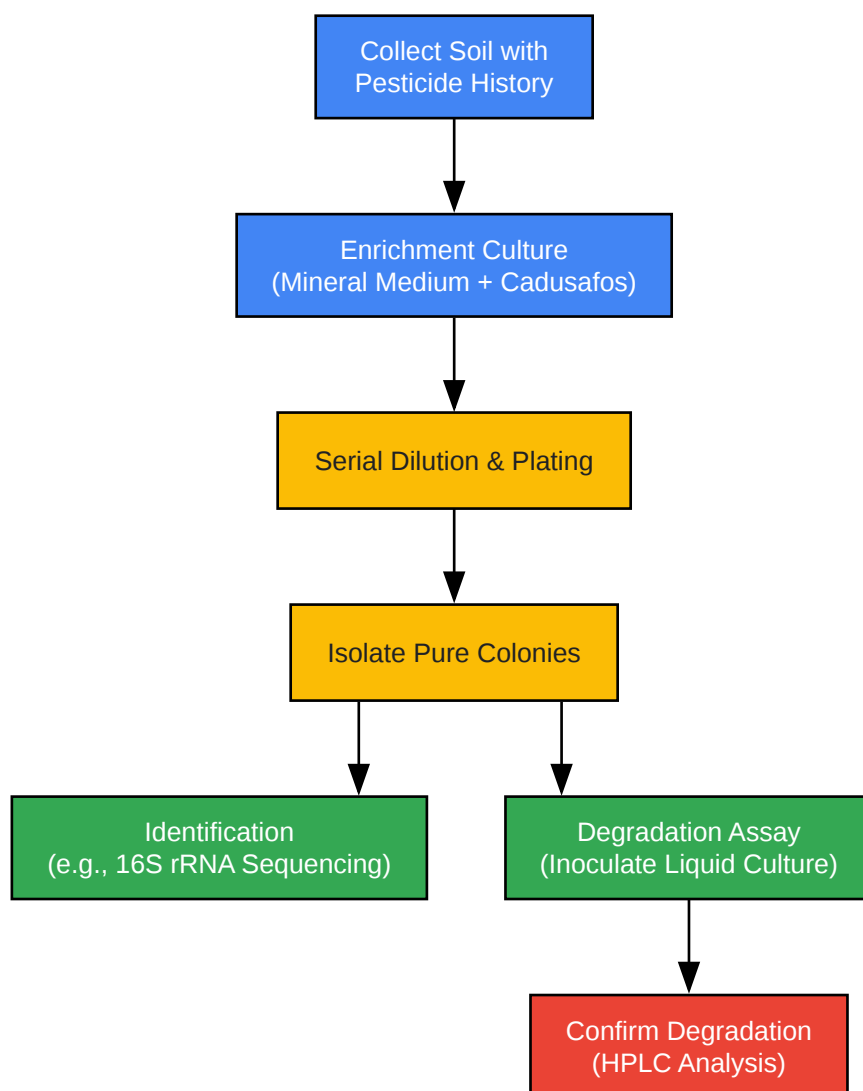 Collect Soil with
Pesticide History
Enrichment Culture
(Mineral Medium + Cadusafos)
Serial Dilution & Plating
Isolate Pure Colonies
Identification
(e.g., 16S rRNA Sequencing)
Degradation Assay
(Inoculate Liquid Culture)
Confirm Degradation
(HPLC Analysis)